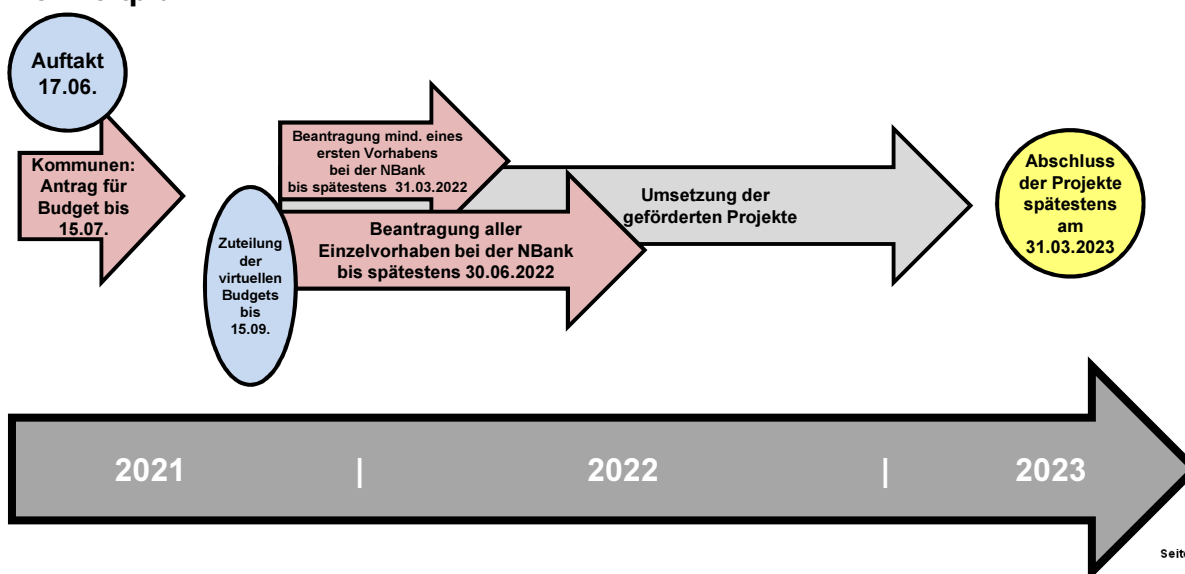 Auftakt
17.06.
Kommunen:
Antrag für
Budget bis
15.07.
Zuteilung
der
virtuellen
Budgets
bis
15.09.
Beantragung mind. eines
ersten Vorhabens
bei der NBank
bis spätestens 31.03.2022
Beantragung aller
Einzelvorhaben bei der NBank
bis spätestens 30.06.2022
Umsetzung der
geförderten Projekte
Abschluss
der Projekte
spätestens
am
31.03.2023
2021 | 2022 | 2023
Seite